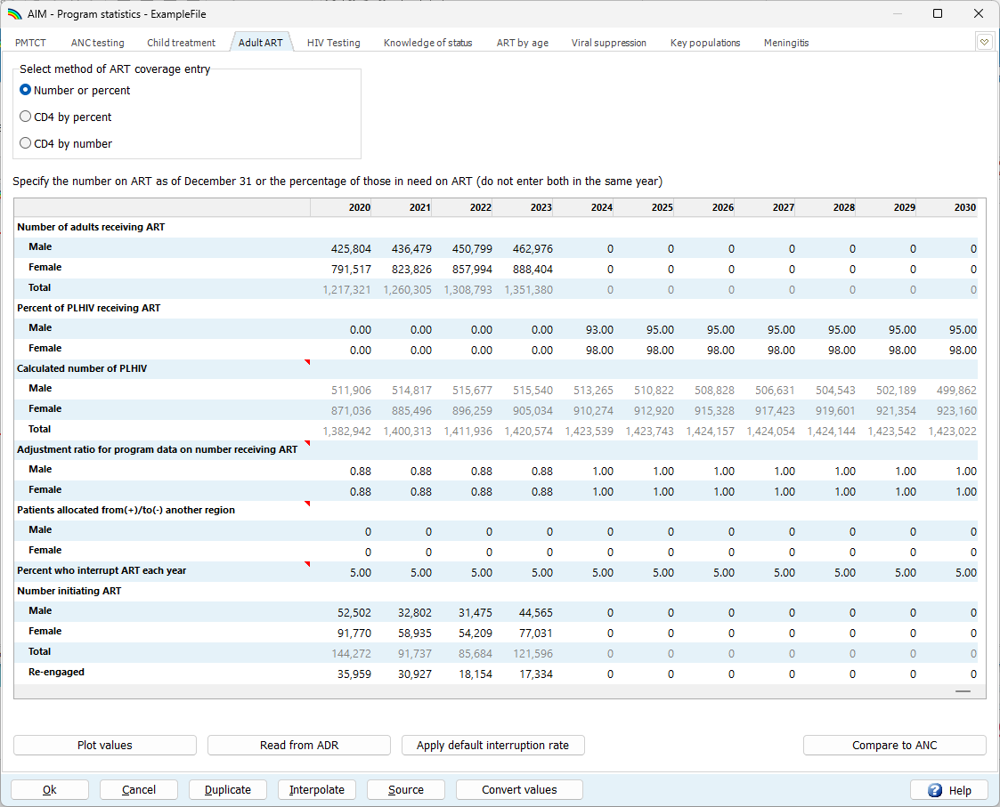 AIM - Program statistics - ExampleFile
PMTCT ANC testing Child treatment Adult ART HIV Testing Knowledge of status ART by age Viral suppression Key populations Meningitis
Select method of ART coverage entry
Number or percent
CD4 by percent
CD4 by number
Specify the number on ART as of December 31 or the percentage of those in need on ART (do not enter both in the same year)
2020 2021 2022 2023 2024 2025 2026 2027 2028 2029 2030
Number of adults receiving ART
Male 425,804 436,479 450,799 462,976 0 0 0 0 0 0 0
Female 791,517 823,826 857,994 888,404 0 0 0 0 0 0 0
Total 1,217,321 1,260,305 1,308,793 1,351,380 0 0 0 0 0 0 0
Percent of PLHIV receiving ART
Male 0.00 0.00 0.00 0.00 93.00 95.00 95.00 95.00 95.00 95.00 95.00
Female 0.00 0.00 0.00 0.00 98.00 98.00 98.00 98.00 98.00 98.00 98.00
Calculated number of PLHIV
Male 511,906 514,817 515,677 515,540 513,265 510,822 508,828 506,631 504,543 502,189 499,862
Female 871,036 885,496 896,259 905,034 910,274 912,920 915,328 917,423 919,601 921,354 923,160
Total 1,382,942 1,400,313 1,411,936 1,420,574 1,423,539 1,423,743 1,424,157 1,424,054 1,424,144 1,423,542 1,423,022
Adjustment ratio for program data on number receiving ART
Male 0.88 0.88 0.88 0.88 1.00 1.00 1.00 1.00 1.00 1.00 1.00
Female 0.88 0.88 0.88 0.88 1.00 1.00 1.00 1.00 1.00 1.00 1.00
Patients allocated from(+)/to(-) another region
Male 0 0 0 0 0 0 0 0 0 0 0
Female 0 0 0 0 0 0 0 0 0 0 0
Percent who interrupt ART each year 5.00 5.00 5.00 5.00 5.00 5.00 5.00 5.00 5.00 5.00 5.00
Number initiating ART
Male 52,502 32,802 31,475 44,565 0 0 0 0 0 0 0
Female 91,770 58,935 54,209 77,031 0 0 0 0 0 0 0
Total 144,272 91,737 85,684 121,596 0 0 0 0 0 0 0
Re-engaged 35,959 30,927 18,154 17,334 0 0 0 0 0 0 0
Plot values Read from ADR Apply default interruption rate Compare to ANC
Ok Cancel Duplicate Interpolate Source Convert values Help